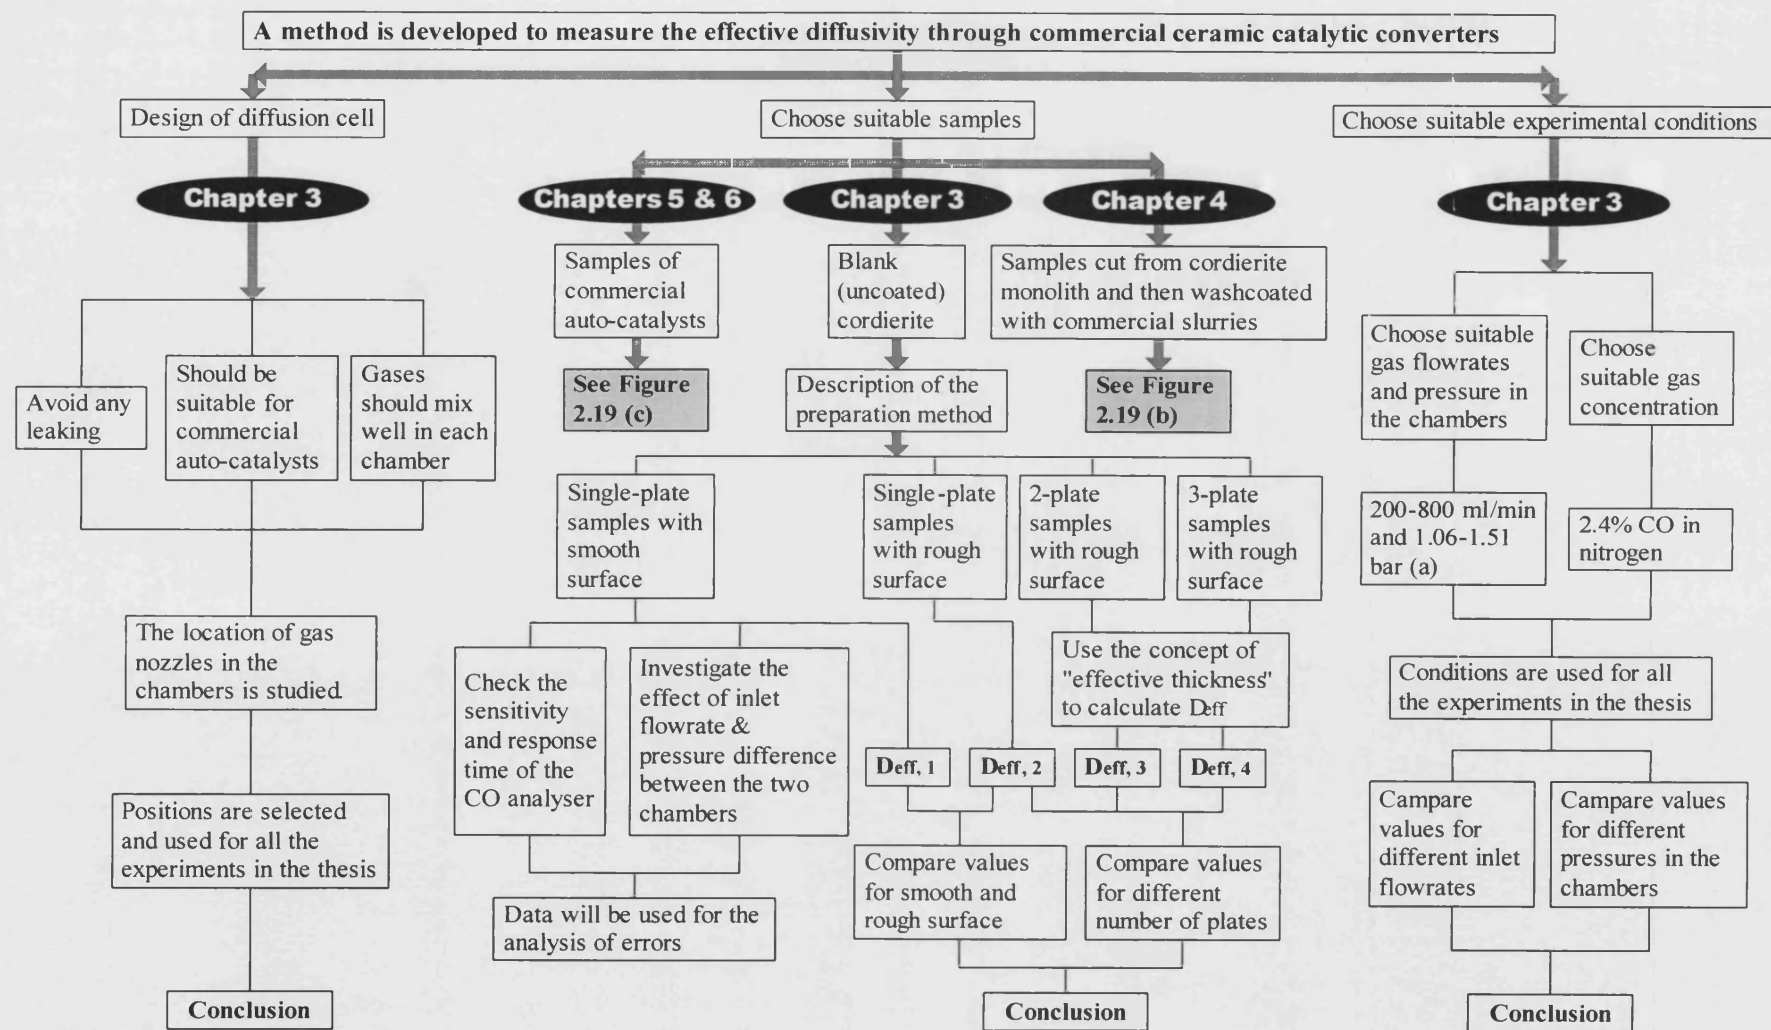 A method is developed to measure the effective diffusivity through commercial ceramic catalytic converters
Design of diffusion cell
Choose suitable samples
Choose suitable experimental conditions
Chapter 3
Chapters 5 & 6
Chapter 3
Chapter 4
Chapter 3
Avoid any
leaking
Should be
suitable for
commercial
auto-catalysts
Gases
should mix
well in each
chamber
The location of gas
nozzles in the
chambers is studied.
Positions are selected
and used for all the
experiments in the thesis
Conclusion
Samples of
commercial
auto-catalysts
See Figure
2.19 (c)
Blank
(uncoated)
cordierite
Description of the
preparation method
Samples cut from cordierite
monolith and then washcoated
with commercial slurries
See Figure
2.19 (b)
Single-plate
samples with
smooth
surface
Single-plate
samples
with rough
surface
2-plate
samples
with rough
surface
3-plate
samples
with rough
surface
Check the
sensitivity
and response
time of the
CO analyser
Investigate the
effect of inlet
flowrate &
pressure difference
between the two
chambers
Data will be used for the
analysis of errors
Use the concept of
"effective thickness"
to calculate Deff
Deff, 1
Deff, 2
Deff, 3
Deff, 4
Compare values
for smooth and
rough surface
Compare values
for different
number of plates
Conclusion
Choose suitable
gas flowrates
and pressure in
the chambers
Choose
suitable gas
concentration
200-800 ml/min
and 1.06-1.51
bar (a)
2.4% CO in
nitrogen
Conditions are used for all
the experiments in the thesis
Campare
values for
different inlet
flowrates
Campare values
for different
pressures in the
chambers
Conclusion